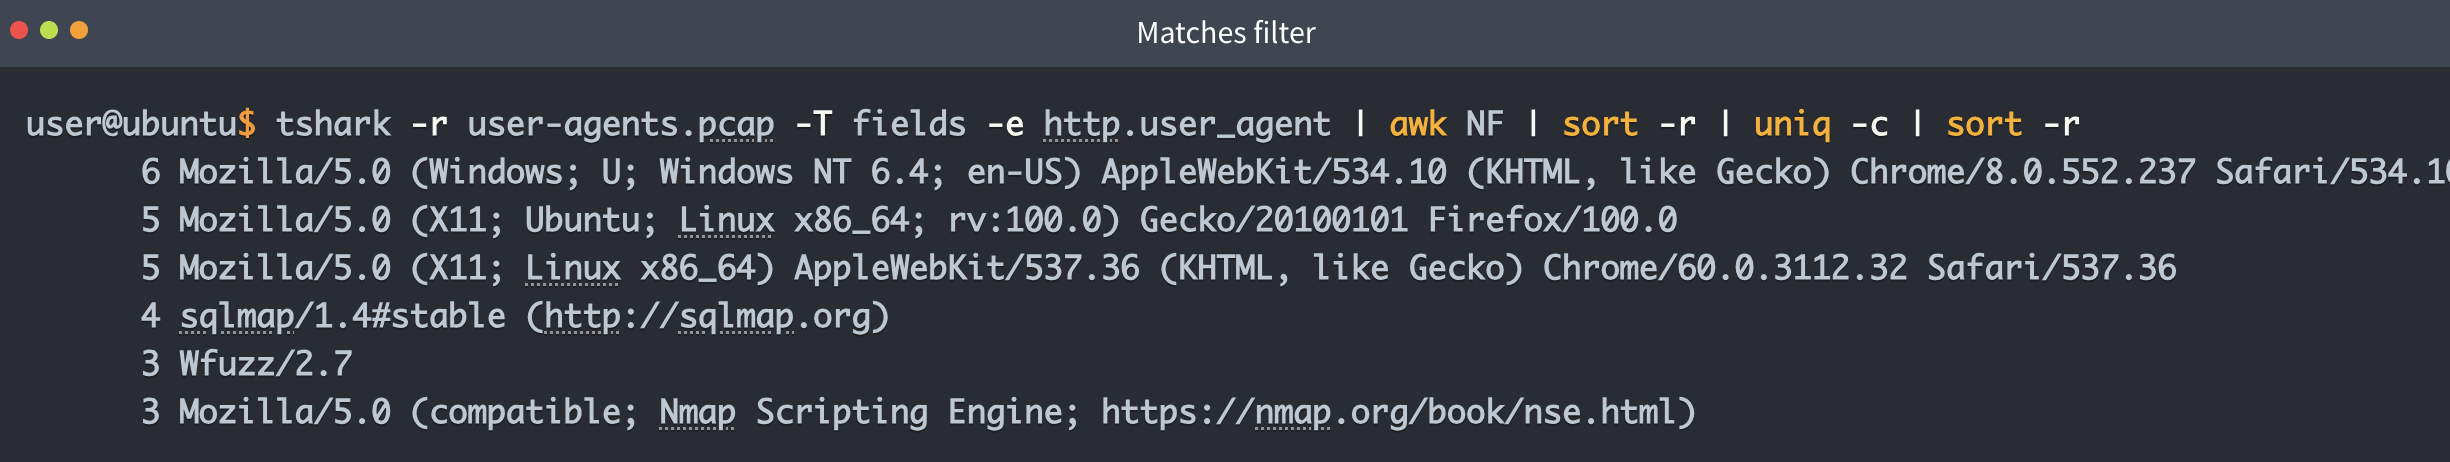 Matches filter
user@ubuntu$ tshark -r user-agents.pcap -T fields -e http.user_agent | awk NF | sort -r | uniq -c | sort -r
6 Mozilla/5.0 (Windows; U; Windows NT 6.4; en-US) AppleWebKit/534.10 (KHTML, like Gecko) Chrome/8.0.552.237 Safari/534.10
5 Mozilla/5.0 (X11; Ubuntu; Linux x86_64; rv:100.0) Gecko/20100101 Firefox/100.0
5 Mozilla/5.0 (X11; Linux x86_64) AppleWebKit/537.36 (KHTML, like Gecko) Chrome/60.0.3112.32 Safari/537.36
4 sqlmap/1.4#stable (http://sqlmap.org)
3 Wfuzz/2.7
3 Mozilla/5.0 (compatible; Nmap Scripting Engine; https://nmap.org/book/nse.html)